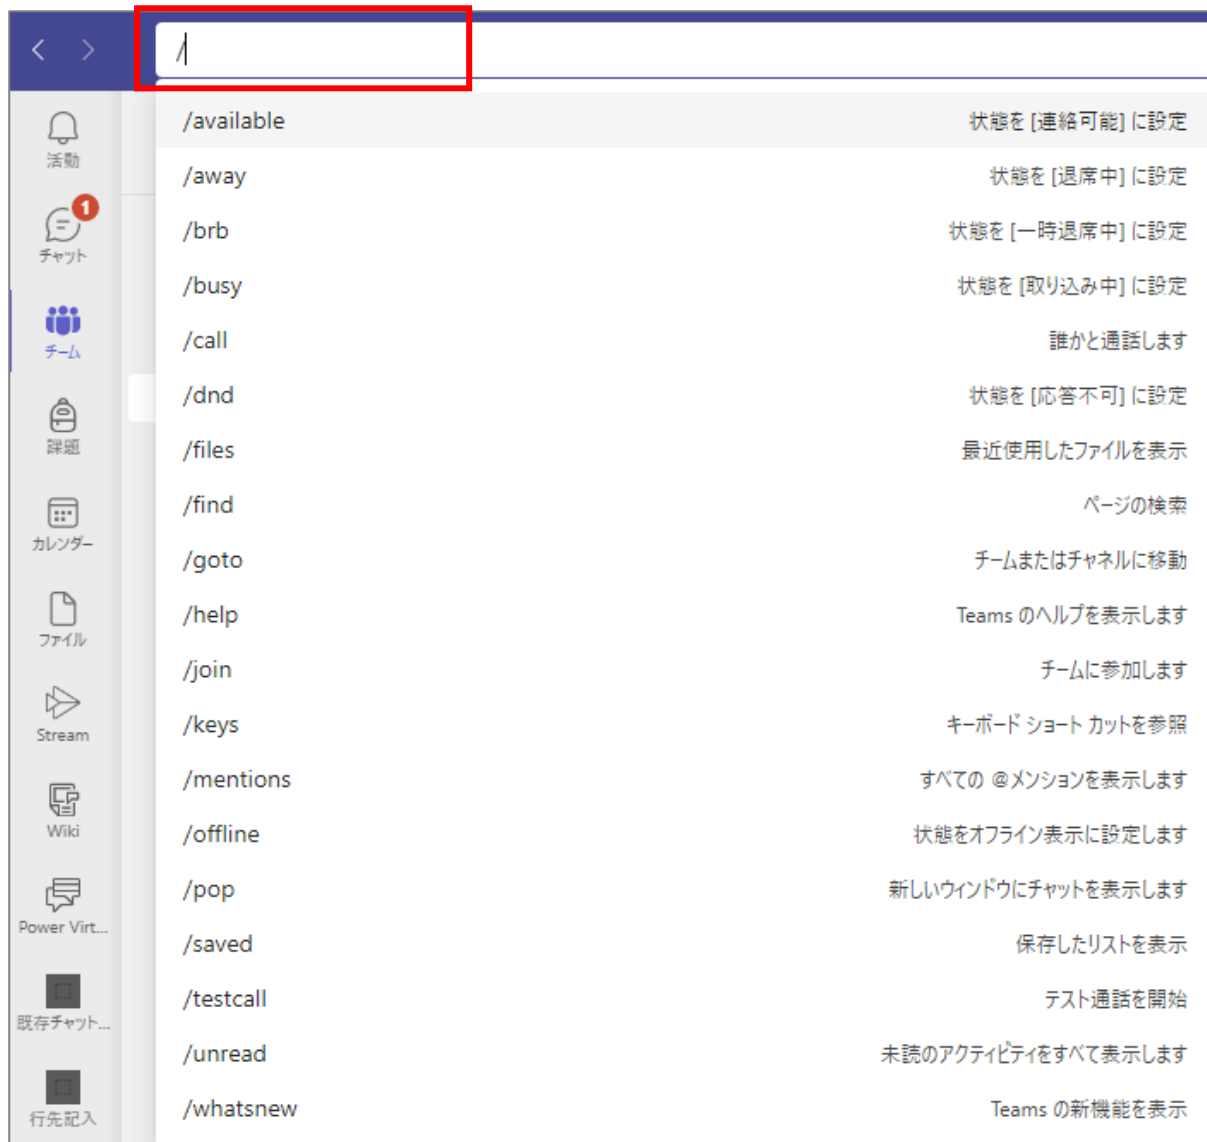 /
活動
1
チャット
チーム
課題
カレンダー
ファイル
Stream
Wiki
Power Virt...
既存チャット...
行先記入
/available 状態を [連絡可能] に設定
/away 状態を [退席中] に設定
/brb 状態を [一時退席中] に設定
/busy 状態を [取り込み中] に設定
/call 誰かと通話します
/dnd 状態を [応答不可] に設定
/files 最近使用したファイルを表示
/find ページの検索
/goto チームまたはチャネルに移動
/help Teams のヘルプを表示します
/join チームに参加します
/keys キーボード ショート カットを参照
/mentions すべての @メンションを表示します
/offline 状態をオフライン表示に設定します
/pop 新しいウィンドウにチャットを表示します
/saved 保存したリストを表示
/testcall テスト通話を開始
/unread 未読のアクティビティをすべて表示します
/whatsnew Teams の新機能を表示